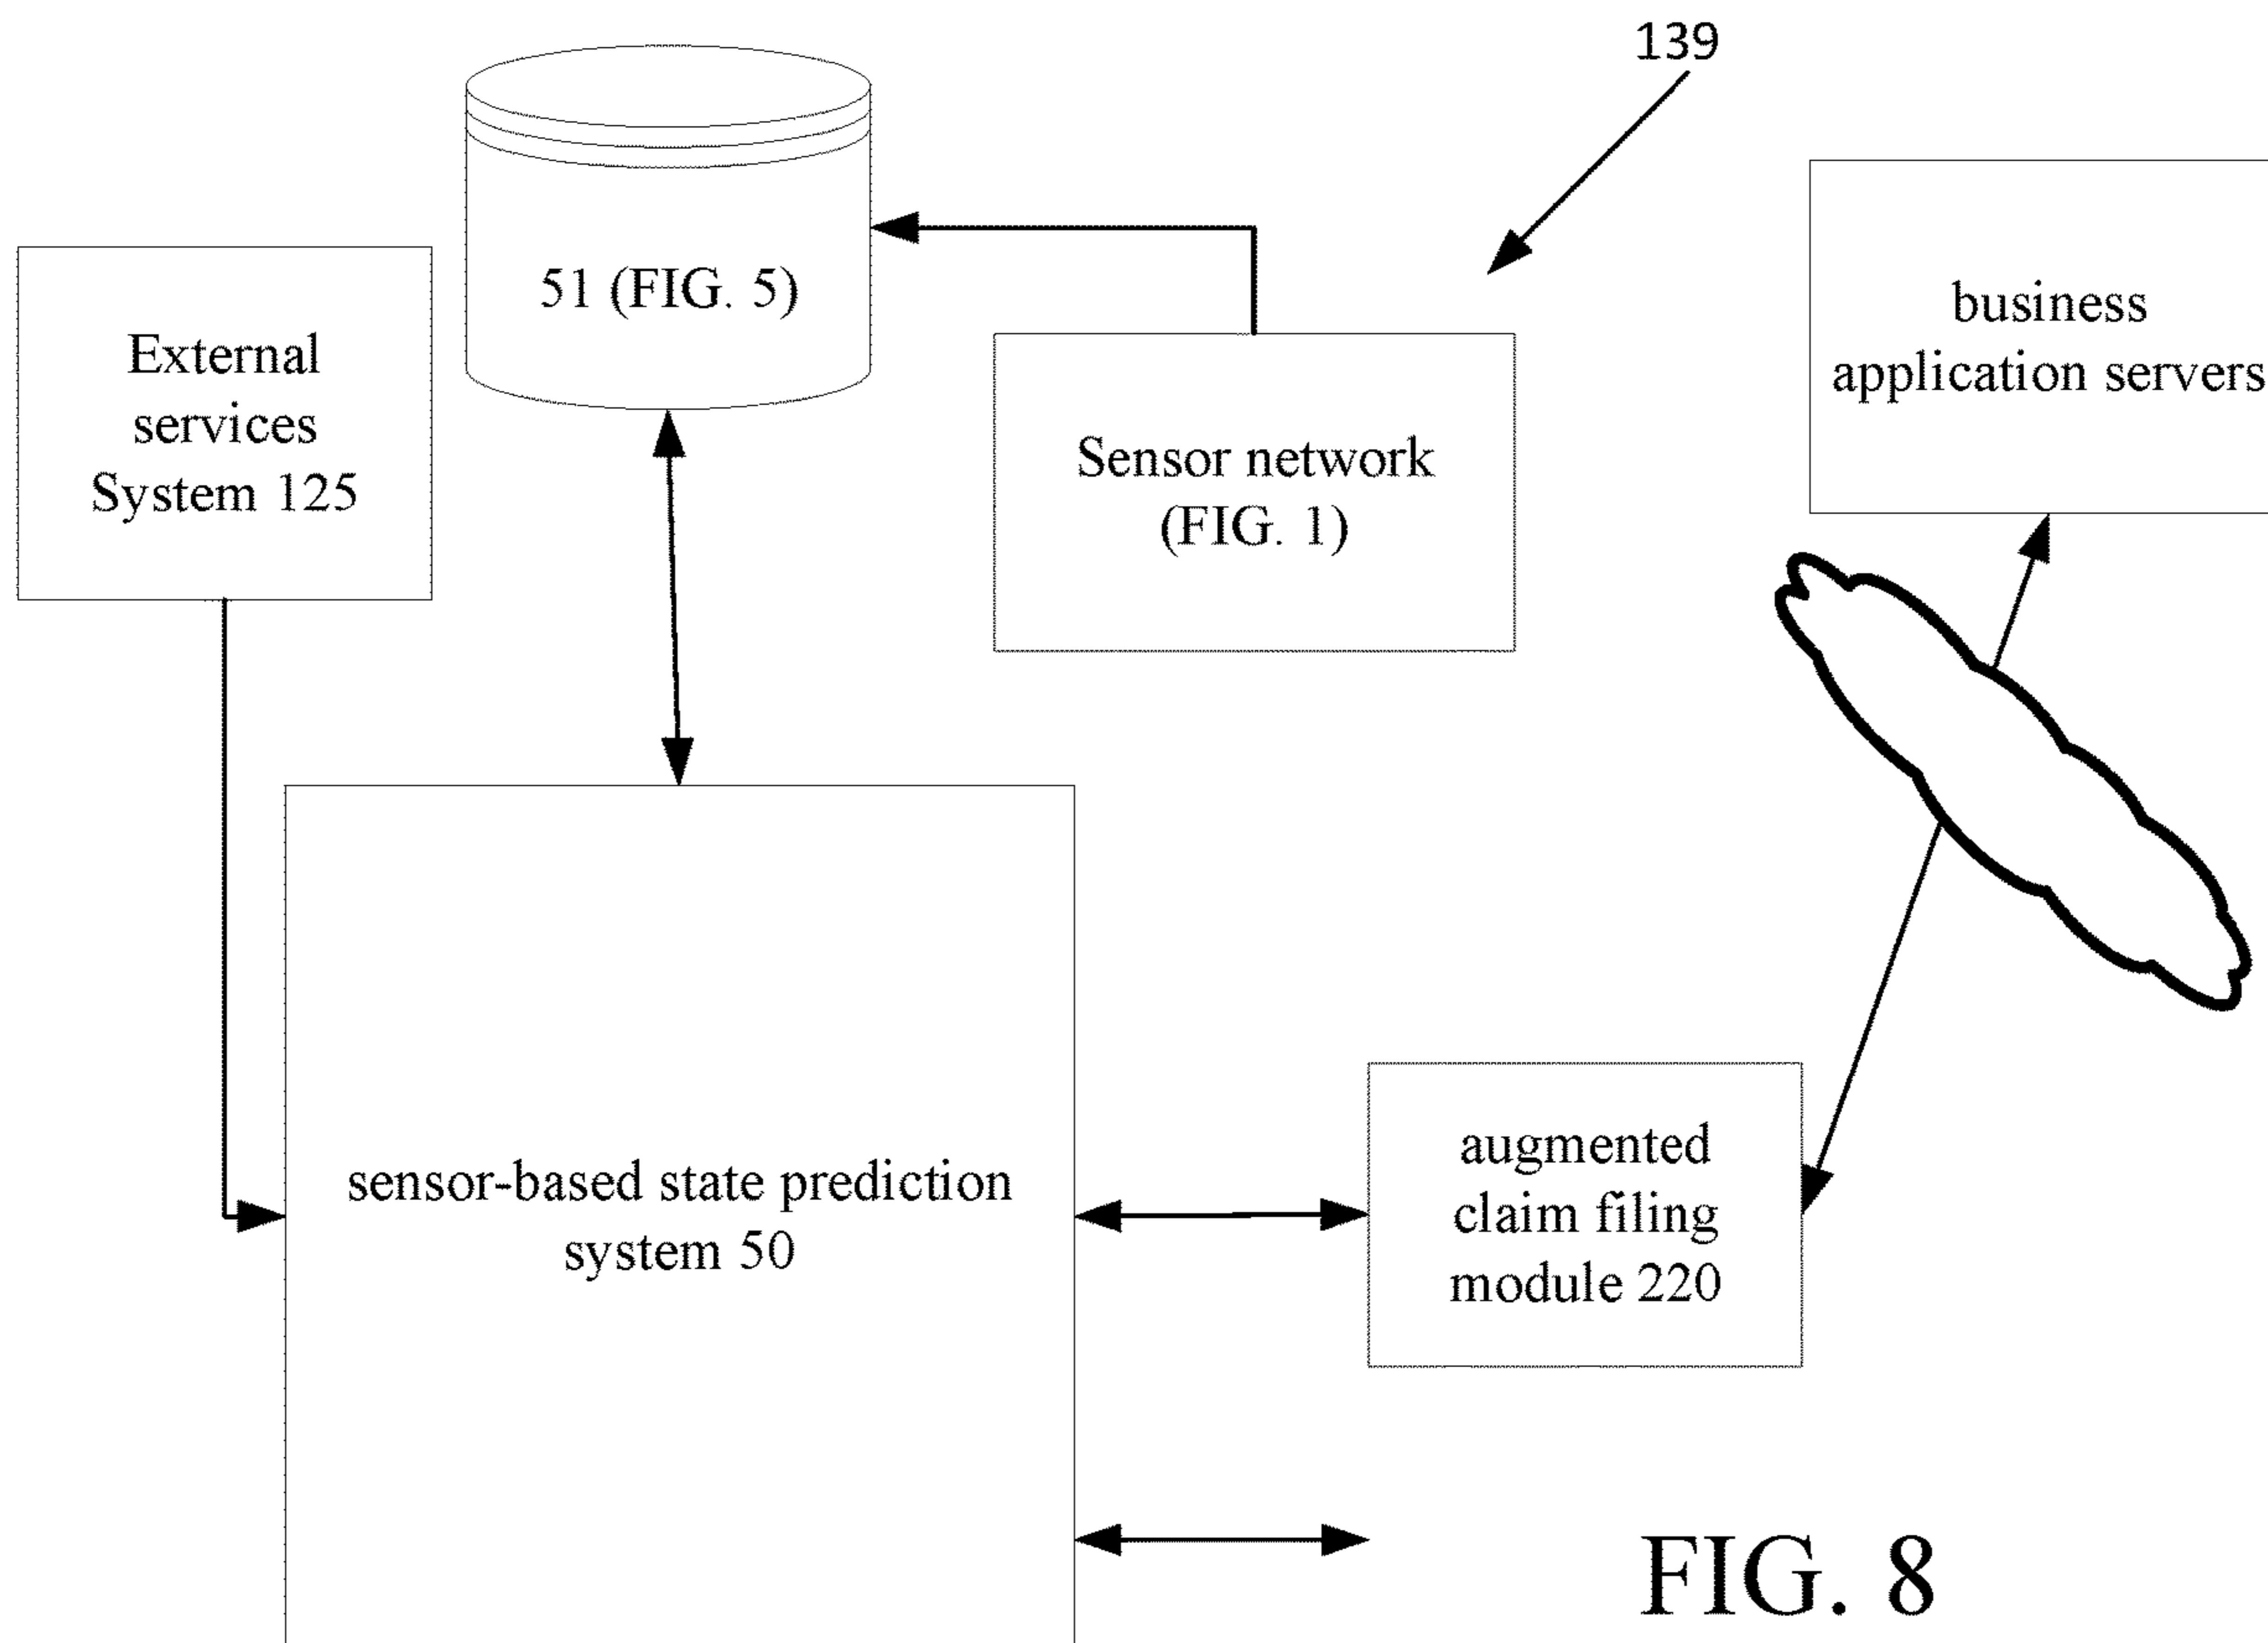 139
51 (FIG. 5)
External
services
System 125
Sensor network
(FIG. 1)
business
application servers
sensor-based state prediction
system 50
augmented
claim filing
module 220
FIG. 8